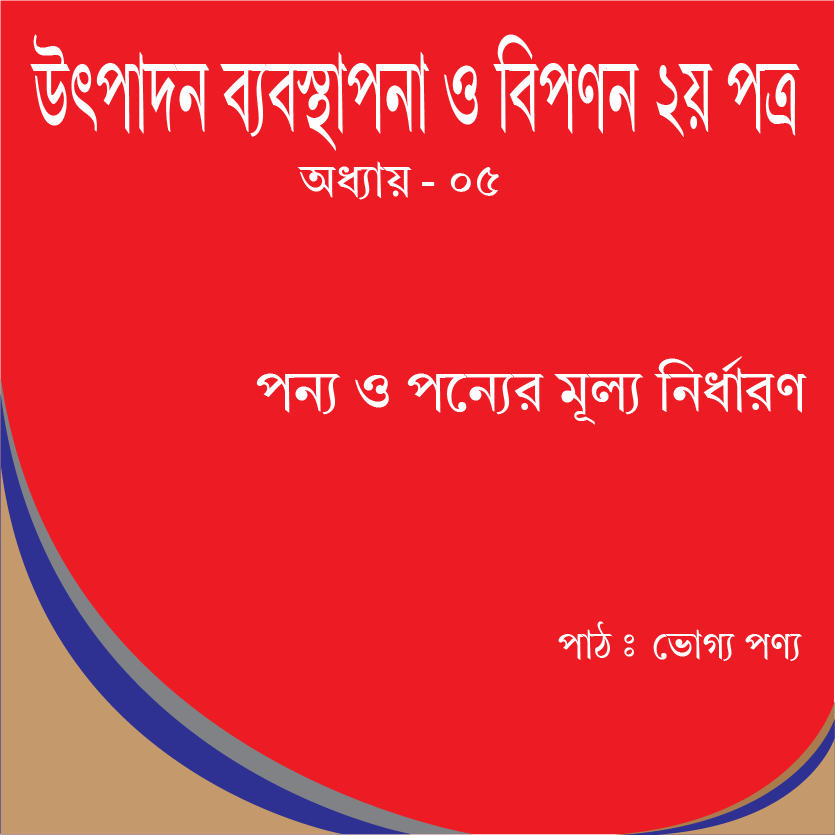 উৎপাদন ব্যবস্থাপনা ও বিপণন ২য় পত্র
অধ্যায় - ০৫
পন্য ও পন্যের মূল্য নির্ধারণ
পাঠ ঃ ভোগ্য পণ্য